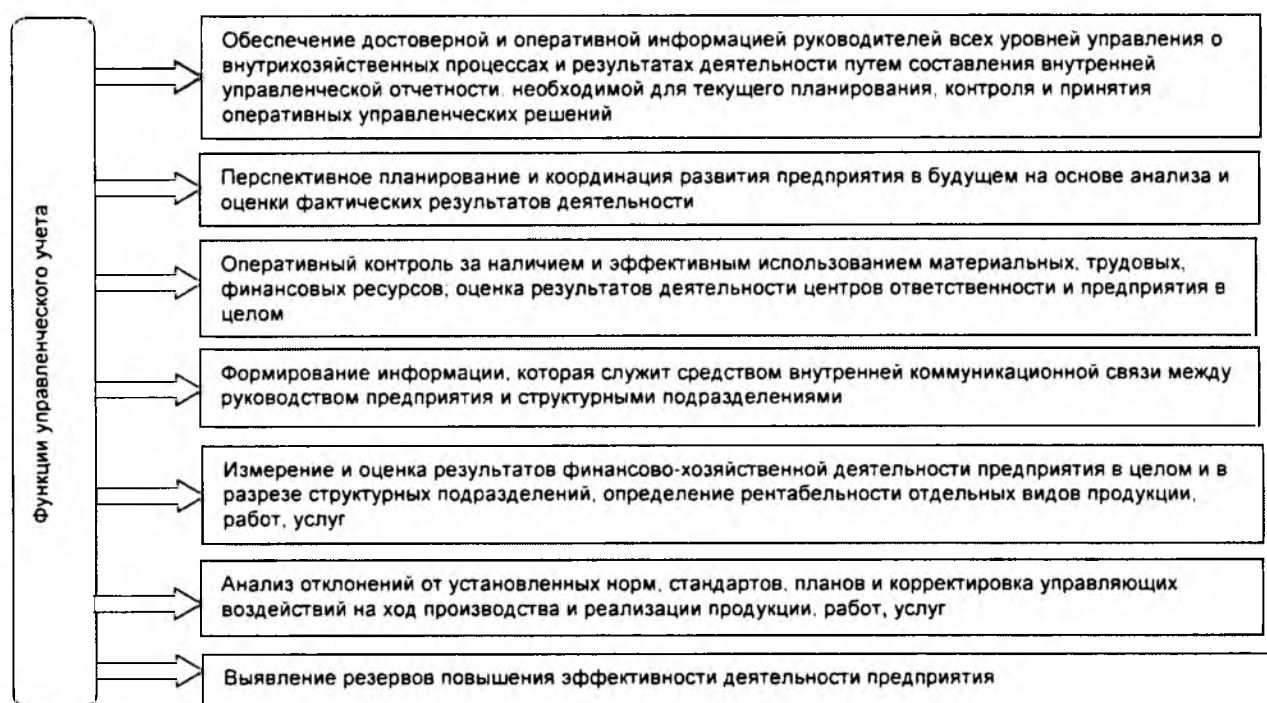 Функции управленческого учета
Обеспечение достоверной и оперативной информацией руководителей всех уровней управления о
внутрихозяйственных процессах и результатах деятельности путем составления внутренней
управленческой отчетности. необходимой для текущего планирования, контроля и принятия
оперативных управленческих решений
Перспективное планирование и координация развития предприятия в будущем на основе анализа и
оценки фактических результатов деятельности
Оперативный контроль за наличием и эффективным использованием материальных, трудовых,
финансовых ресурсов; оценка результатов деятельности центров ответственности и предприятия в
целом
Формирование информации, которая служит средством внутренней коммуникационной связи между
руководством предприятия и структурными подразделениями
Измерение и оценка результатов финансово-хозяйственной деятельности предприятия в целом и в
разрезе структурных подразделений, определение рентабельности отдельных видов продукции,
работ, услуг
Анализ отклонений от установленных норм, стандартов, планов и корректировка управляющих
воздействий на ход производства и реализации продукции, работ, услуг
Выявление резервов повышения эффективности деятельности предприятия